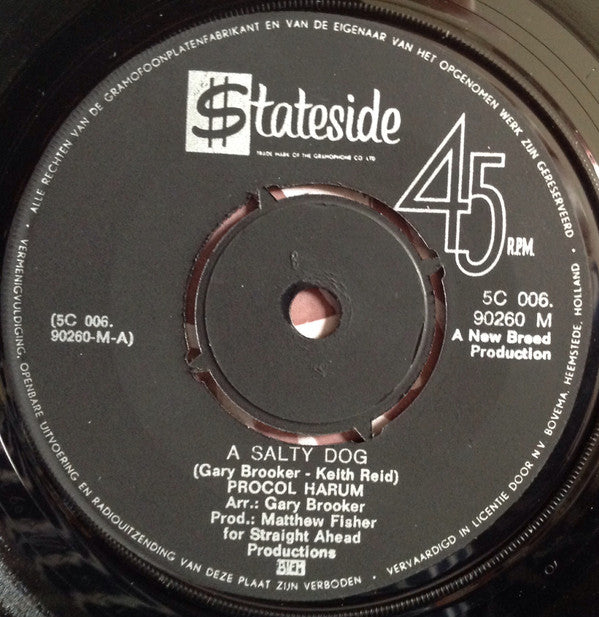 ALLE RECHTEN VAN DE GRAMOFOONPLATENFABRIKANT EN VAN DE EIGENAAR VAN HET OPGENOMEN WERK ZIJN GERESERVEERD ·
VERMENIGVULDIGING, OPENBARE UITVOERING EN RADIOUITZENDING VAN DEZE PLAAT ZIJN VERBODEN · VERVAARDIGD IN LICENTIE DOOR N.V. BOVEMA, HEEMSTEDE, HOLLAND ·
$tateside
TRADE MARK OF THE GRAMOPHONE CO LTD
45
R.P.M.
(5C 006.
90260-M-A)
5C 006.
90260 M
A New Breed
Production
A SALTY DOG
(Gary Brooker - Keith Reid)
PROCOL HARUM
Arr.: Gary Brooker
Prod.: Matthew Fisher
for Straight Ahead
Productions
BIEM